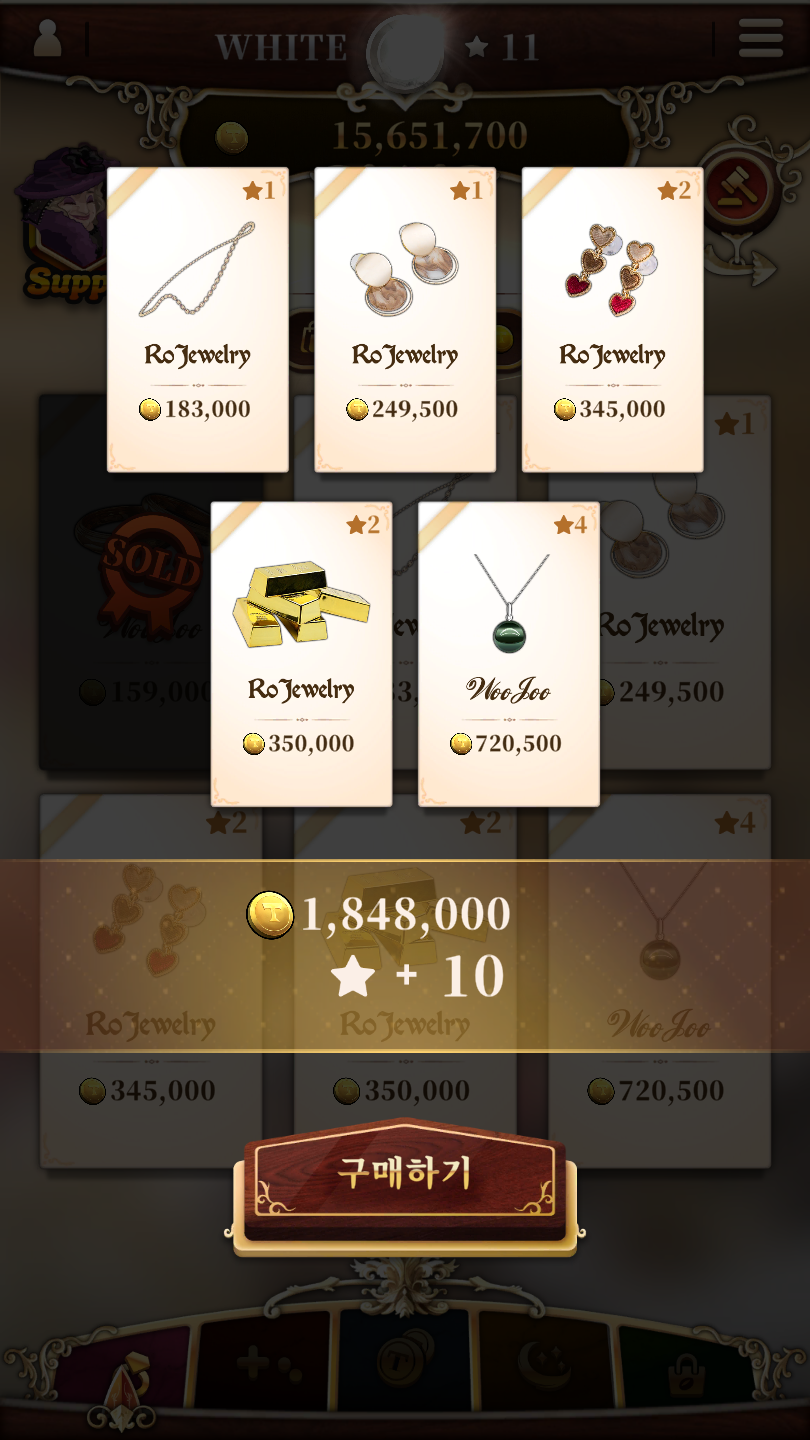 WHITE ★ 11
15,651,700
Supp
★1
RoJewelry
183,000
★1
RoJewelry
249,500
★2
RoJewelry
345,000
★1
★2
RoJewelry
350,000
★4
WooJoo
720,500
SOLD
WooJoo
159,000
RoJewelry
249,500
★2
★2
★4
1,848,000
★ + 10
RoJewelry
RoJewelry
WooJoo
345,000
350,000
720,500
구매하기